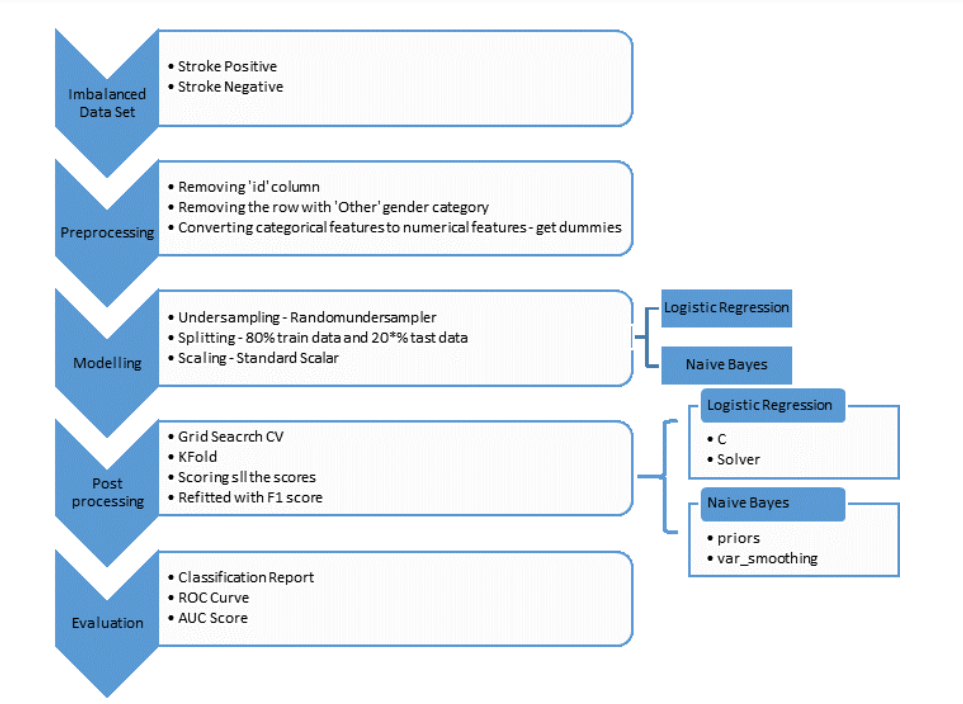 Imbalanced
Data Set
• Stroke Positive
• Stroke Negative
Preprocessing
• Removing 'id' column
• Removing the row with 'Other' gender category
• Converting categorical features to numerical features - get dummies
Modelling
• Undersampling - Randomundersampler
• Splitting - 80% train data and 20*% tast data
• Scaling - Standard Scalar
Logistic Regression
Naive Bayes
Post
processing
• Grid Seacrch CV
• KFold
• Scoring sll the scores
• Refitted with F1 score
Logistic Regression
• C
• Solver
Naive Bayes
• priors
• var_smoothing
Evaluation
• Classification Report
• ROC Curve
• AUC Score